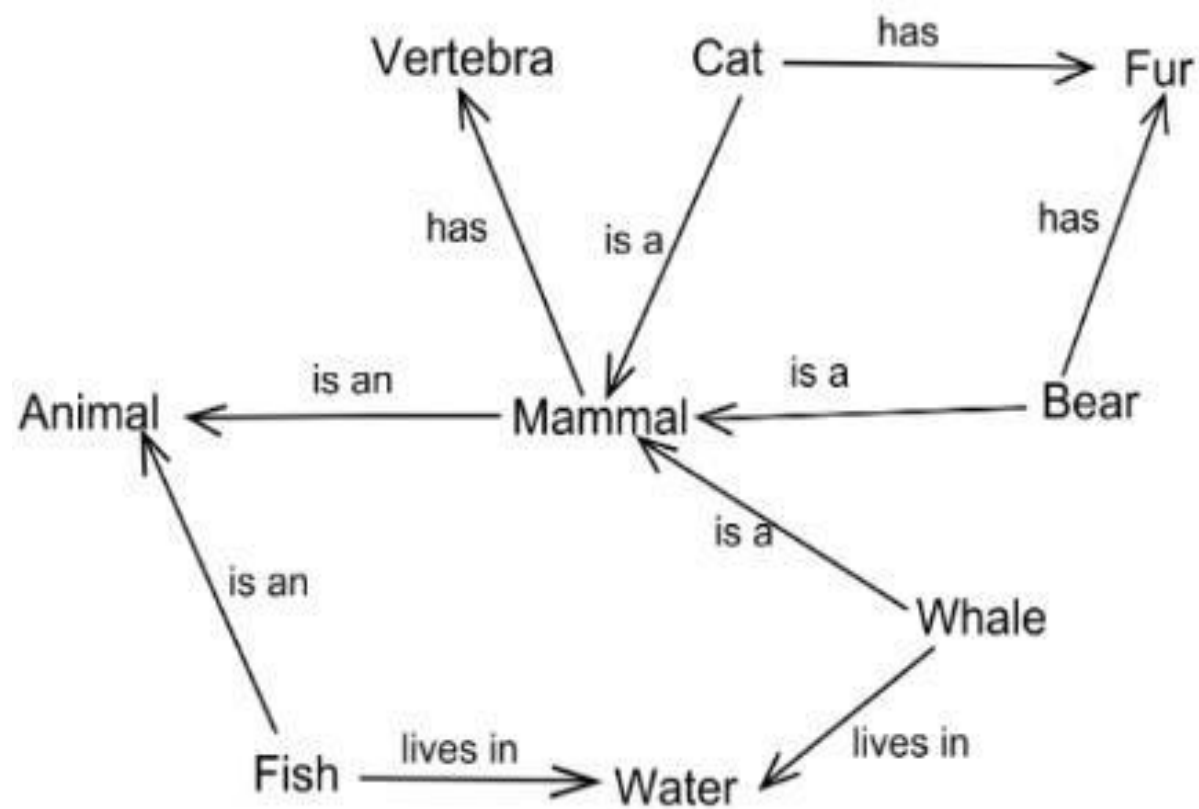 has
Vertebra
Cat
Fur
has
is a
has
is an
is a
Animal
Mammal
Bear
is a
is an
Whale
lives in
lives in
Fish
Water